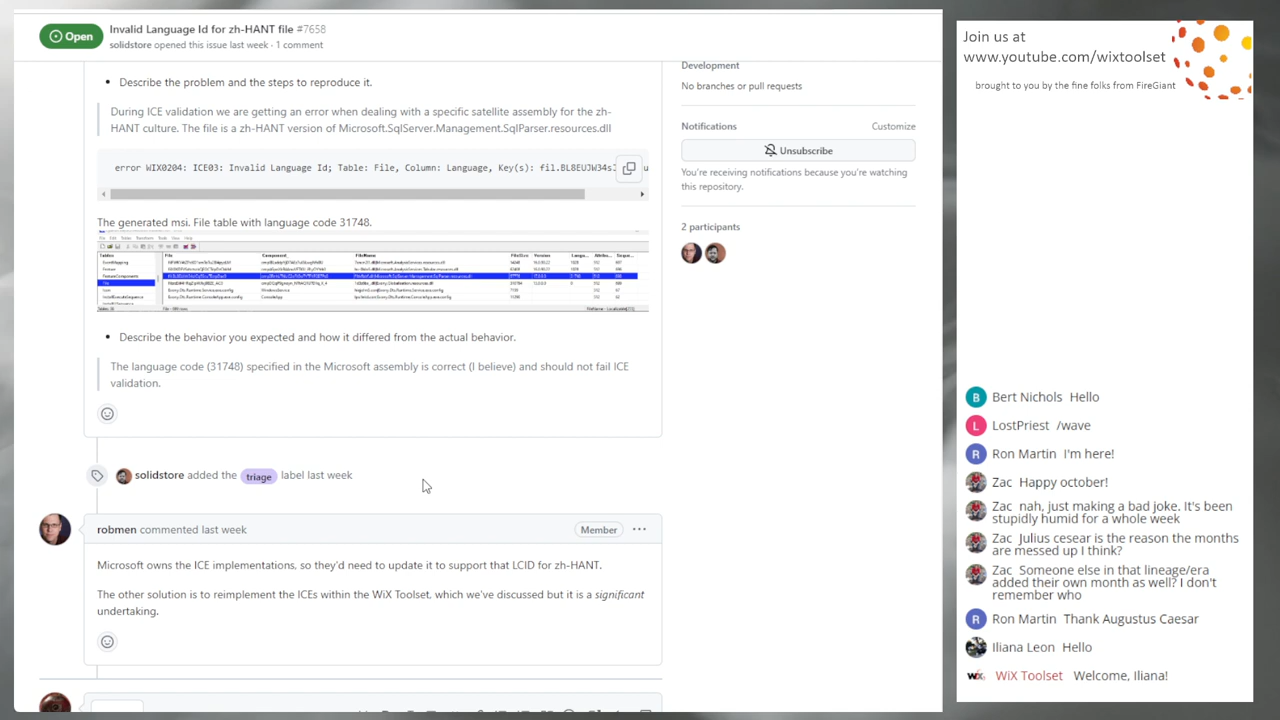 Open
Invalid Language Id for zh-HANT file #7658
solidstore opened this issue last week · 1 comment
• Describe the problem and the steps to reproduce it.
During ICE validation we are getting an error when dealing with a specific satellite assembly for the zh-
HANT culture. The file is a zh-HANT version of Microsoft.SqlServer.Management.SqlParser.resources.dll
error WIX0204: ICE03: Invalid Language Id; Table: File, Column: Language, Key(s):
The generated msi. File table with language code 31748.
• Describe the behavior you expected and how it differed from the actual behavior.
The language code (31748) specified in the Microsoft assembly is correct (I believe) and should not fail ICE
validation.
solidstore added the triage label last week
robmen commented last week
Member
Microsoft owns the ICE implementations, so they'd need to update it to support that LCID for zh-HANT.
The other solution is to reimplement the ICEs within the WiX Toolset, which we've discussed but it is a significant
undertaking.
Development
No branches or pull requests
Notifications
Customize
Unsubscribe
You're receiving notifications because you're watching
this repository.
2 participants
Join us at
www.youtube.com/wixtoolset
brought to you by the fine folks from FireGiant
B Bert Nichols Hello
L LostPriest /wave
R Ron Martin I'm here!
Zac Happy october!
Zac nah, just making a bad joke. It's been
stupidly humid for a whole week
Zac Julius cesear is the reason the months
are messed up I think?
Zac Someone else in that lineage/era
added their own month as well? I don't
remember who
R Ron Martin Thank Augustus Caesar
Iliana Leon Hello
WiX WiX Toolset Welcome, Iliana!